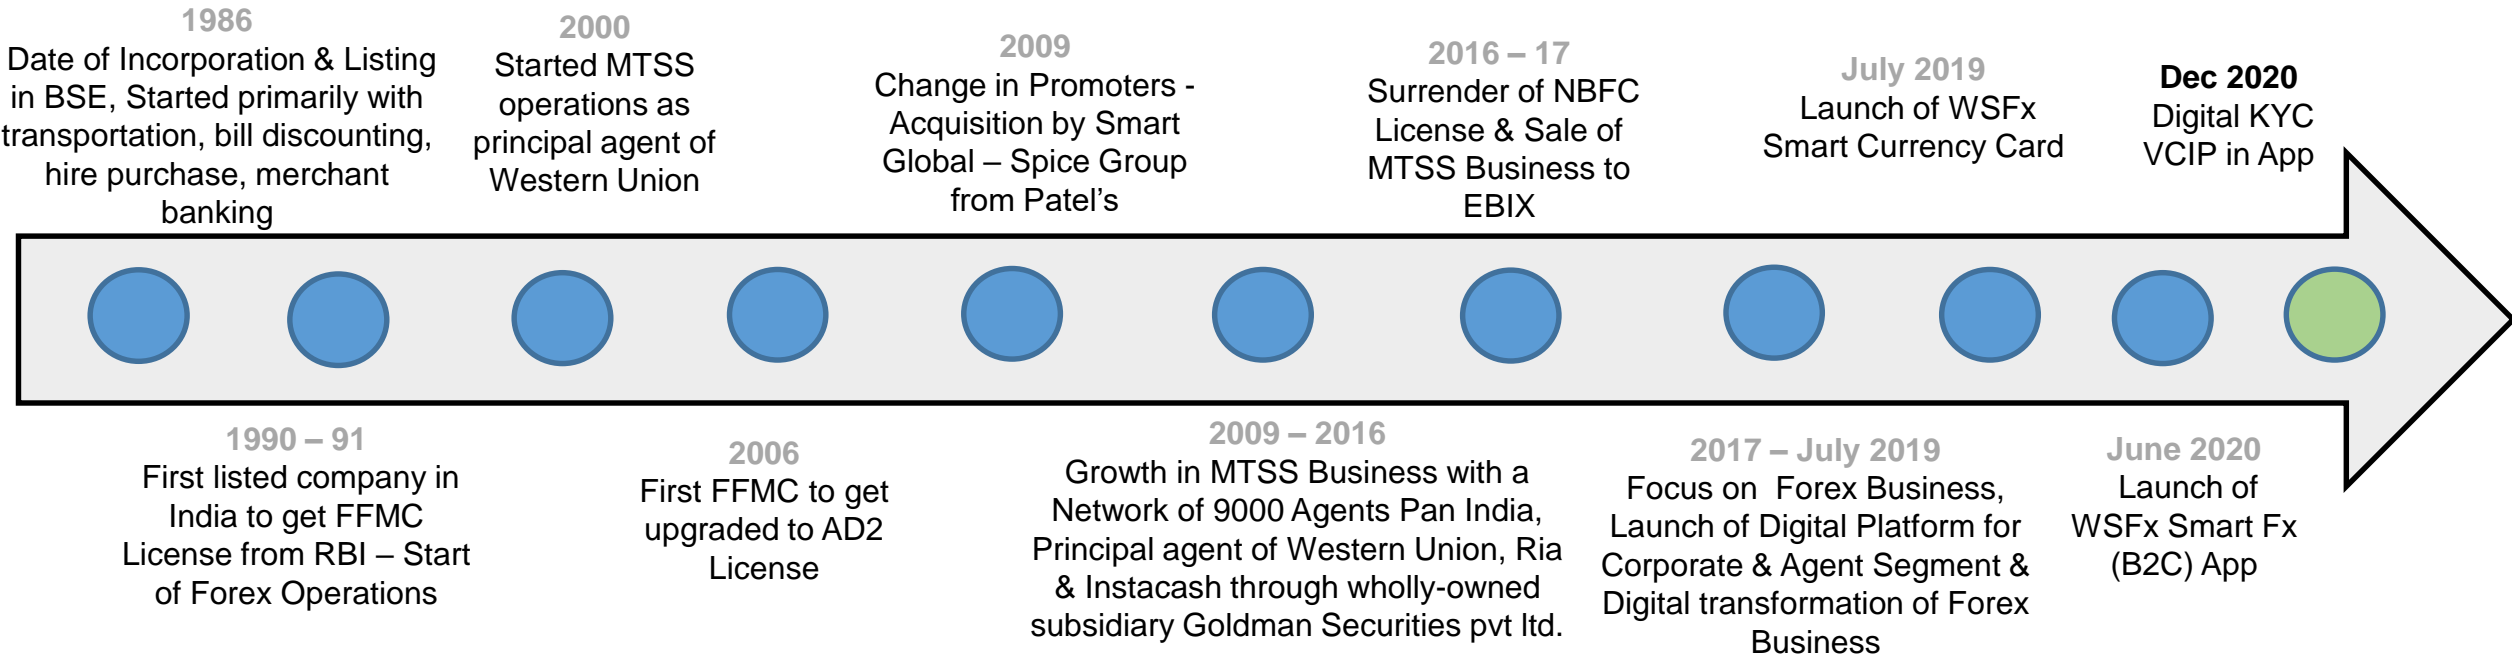 1986
Date of Incorporation & Listing
in BSE, Started primarily with
transportation, bill discounting,
hire purchase, merchant
banking
2000
Started MTSS
operations as
principal agent of
Western Union
2009
Change in Promoters -
Acquisition by Smart
Global – Spice Group
from Patel’s
2016 – 17
Surrender of NBFC
License & Sale of
MTSS Business to
EBIX
July 2019
Launch of WSFx
Smart Currency Card
Dec 2020
Digital KYC
VCIP in App
1990 – 91
First listed company in
India to get FFMC
License from RBI – Start
of Forex Operations
2006
First FFMC to get
upgraded to AD2
License
2009 – 2016
Growth in MTSS Business with a
Network of 9000 Agents Pan India,
Principal agent of Western Union, Ria
& Instacash through wholly-owned
subsidiary Goldman Securities pvt ltd.
2017 – July 2019
Focus on  Forex Business,
Launch of Digital Platform for
Corporate & Agent Segment &
Digital transformation of Forex
Business
June 2020
Launch of
WSFx Smart Fx
(B2C) App